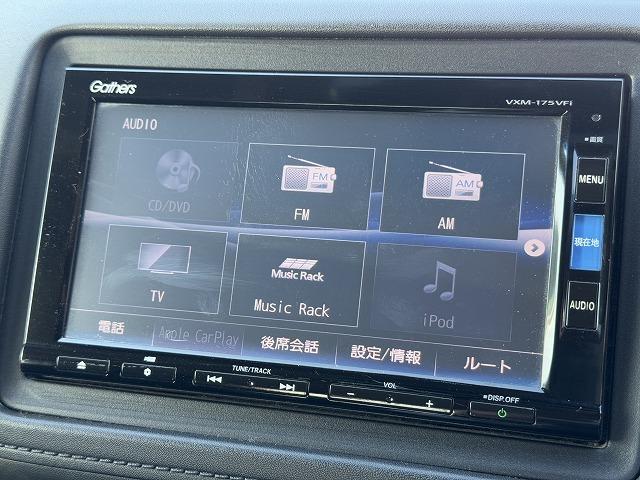 Gathers
VXM-175VFi
AUDIO
■画質
CD/DVD
FM
FM
AM
AM
MENU
現在地
TV
Music Rack
Music Rack
iPod
AUDIO
電話
Apple CarPlay
後席会話
設定/情報
ルート
TUNE/TRACK
VOL
− +
■DISP.OFF